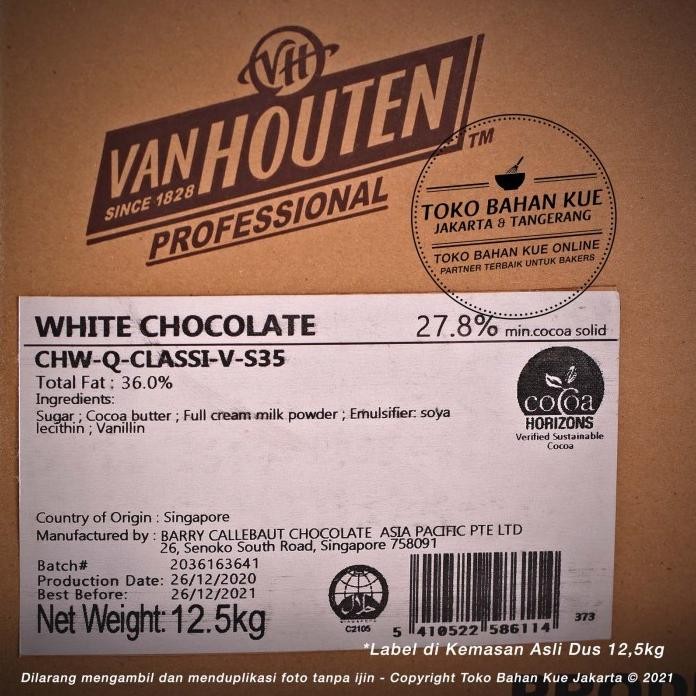 VH
VAN HOUTEN TM
SINCE 1828
PROFESSIONAL
TOKO BAHAN KUE
JAKARTA & TANGERANG
TOKO BAHAN KUE ONLINE
PARTNER TERBAIK UNTUK BAKERS
WHITE CHOCOLATE 27.8% min.cocoa solid
CHW-Q-CLASSI-V-S35
Total Fat : 36.0%
Ingredients:
Sugar ; Cocoa butter ; Full cream milk powder ; Emulsifier: soya
lecithin ; Vanillin
cocoa
HORIZONS
Verified Sustainable
Cocoa
Country of Origin : Singapore
Manufactured by : BARRY CALLEBAUT CHOCOLATE ASIA PACIFIC PTE LTD
26, Senoko South Road, Singapore 758091
Batch# 2036163641
Production Date: 26/12/2020
Best Before: 26/12/2021
Net Weight: 12.5kg
حلال
C2105
5 410522 586114
373
*Label di Kemasan Asli Dus 12,5kg
Dilarang mengambil dan menduplikasi foto tanpa ijin - Copyright Toko Bahan Kue Jakarta © 2021